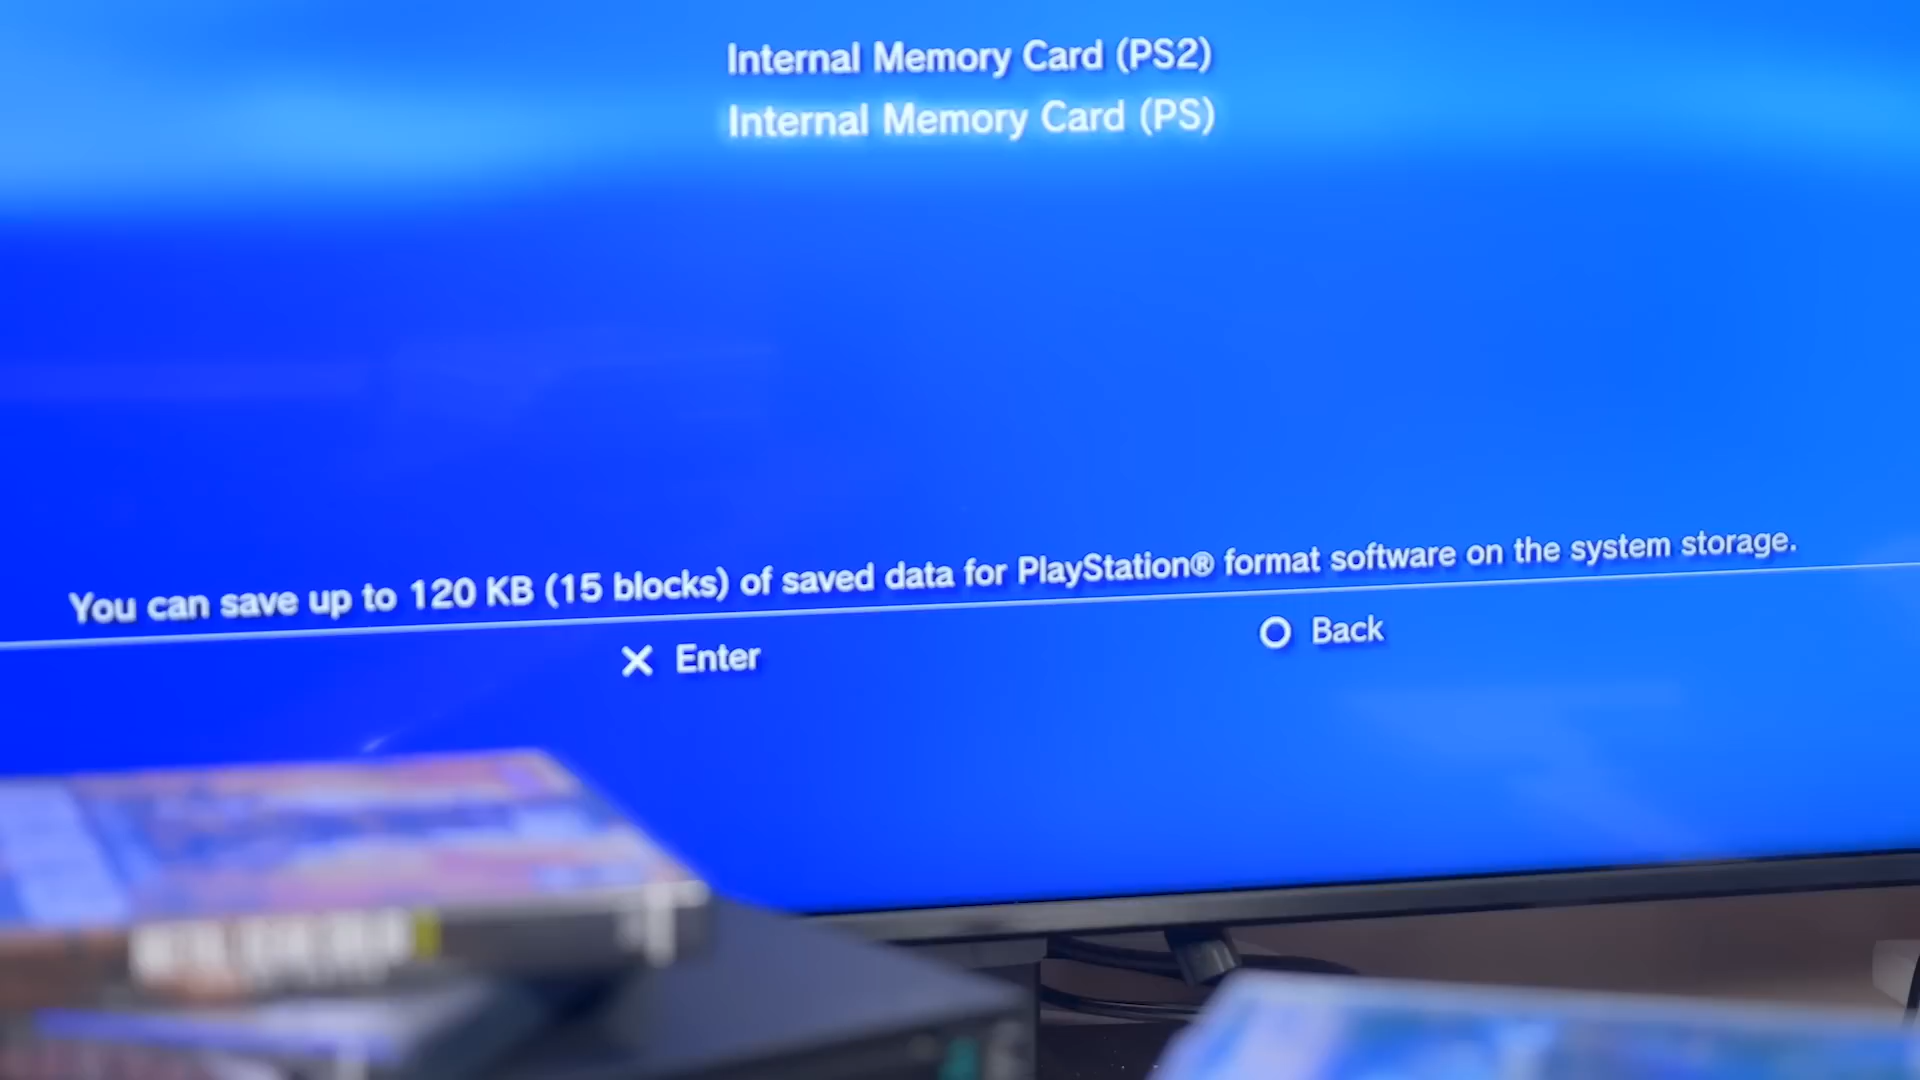 Internal Memory Card (PS2)
Internal Memory Card (PS)
You can save up to 120 KB (15 blocks) of saved data for PlayStation® format software on the system storage.
✕ Enter
○ Back